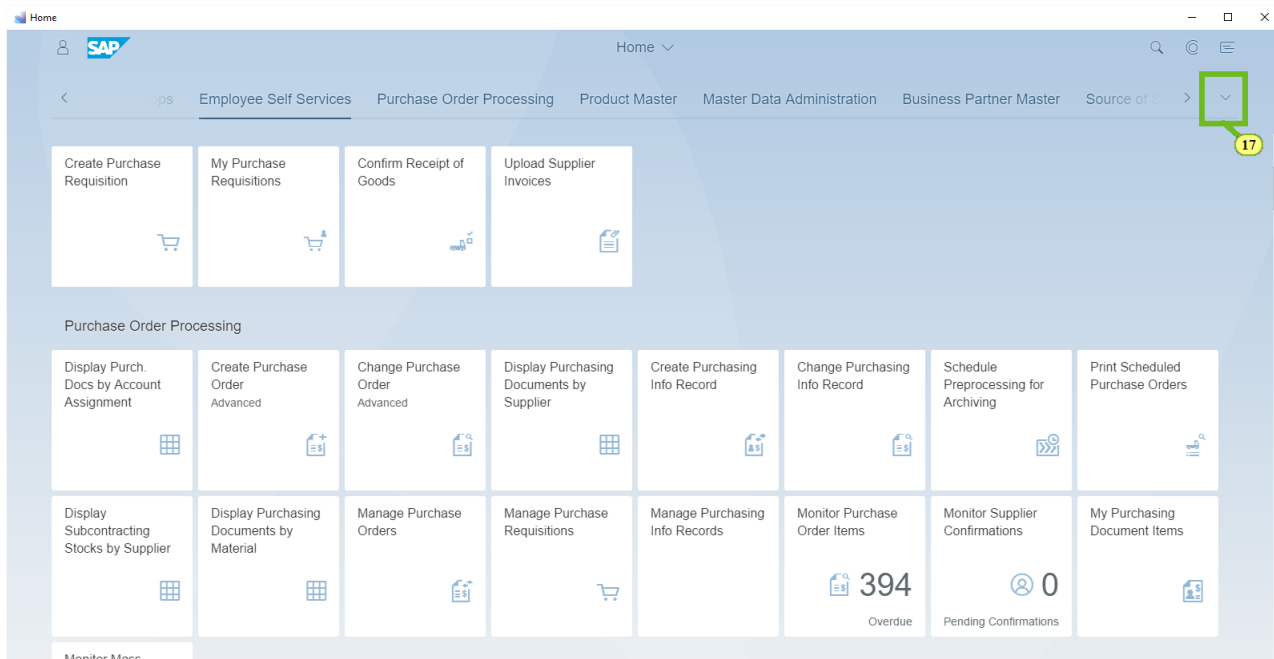 Home
SAP
Home
ps Employee Self Services Purchase Order Processing Product Master Master Data Administration Business Partner Master Source of
17
Create Purchase
Requisition
My Purchase
Requisitions
Confirm Receipt of
Goods
Upload Supplier
Invoices
Purchase Order Processing
Display Purch.
Docs by Account
Assignment
Create Purchase
Order
Advanced
Change Purchase
Order
Advanced
Display Purchasing
Documents by
Supplier
Create Purchasing
Info Record
Change Purchasing
Info Record
Schedule
Preprocessing for
Archiving
Print Scheduled
Purchase Orders
Display
Subcontracting
Stocks by Supplier
Display Purchasing
Documents by
Material
Manage Purchase
Orders
Manage Purchase
Requisitions
Manage Purchasing
Info Records
Monitor Purchase
Order Items
394
Overdue
Monitor Supplier
Confirmations
0
Pending Confirmations
My Purchasing
Document Items
Monitor Mass